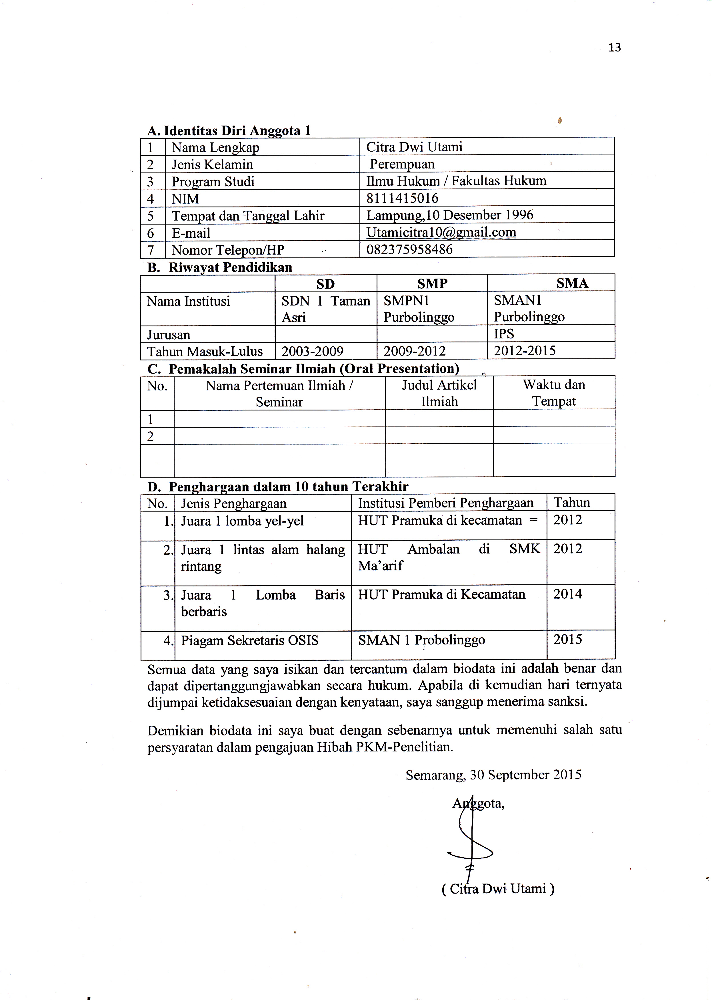 13
A. Identitas Diri Anggota 1
1 Nama Lengkap Citra Dwi Utami
2 Jenis Kelamin Perempuan
3 Program Studi Ilmu Hukum / Fakultas Hukum
4 NIM 8111415016
5 Tempat dan Tanggal Lahir Lampung,10 Desember 1996
6 E-mail Utamicitra10@gmail.com
7 Nomor Telepon/HP 082375958486
B. Riwayat Pendidikan
SD SMP SMA
Nama Institusi SDN 1 Taman SMPN1 SMAN1
Asri Purbolinggo Purbolinggo
Jurusan IPS
Tahun Masuk-Lulus 2003-2009 2009-2012 2012-2015
C. Pemakalah Seminar Ilmiah (Oral Presentation)
No. Nama Pertemuan Ilmiah / Judul Artikel Waktu dan
Seminar Ilmiah Tempat
1
2
D. Penghargaan dalam 10 tahun Terakhir
No. Jenis Penghargaan Institusi Pemberi Penghargaan Tahun
1. Juara 1 lomba yel-yel HUT Pramuka di kecamatan = 2012
2. Juara 1 lintas alam halang HUT Ambalan di SMK 2012
rintang Ma'arif
3. Juara 1 Lomba Baris HUT Pramuka di Kecamatan 2014
berbaris
4. Piagam Sekretaris OSIS SMAN 1 Probolinggo 2015
Semua data yang saya isikan dan tercantum dalam biodata ini adalah benar dan
dapat dipertanggungjawabkan secara hukum. Apabila di kemudian hari ternyata
dijumpai ketidaksesuaian dengan kenyataan, saya sanggup menerima sanksi.
Demikian biodata ini saya buat dengan sebenarnya untuk memenuhi salah satu
persyaratan dalam pengajuan Hibah PKM-Penelitian.
Semarang, 30 September 2015
Anggota,
( Citra Dwi Utami )